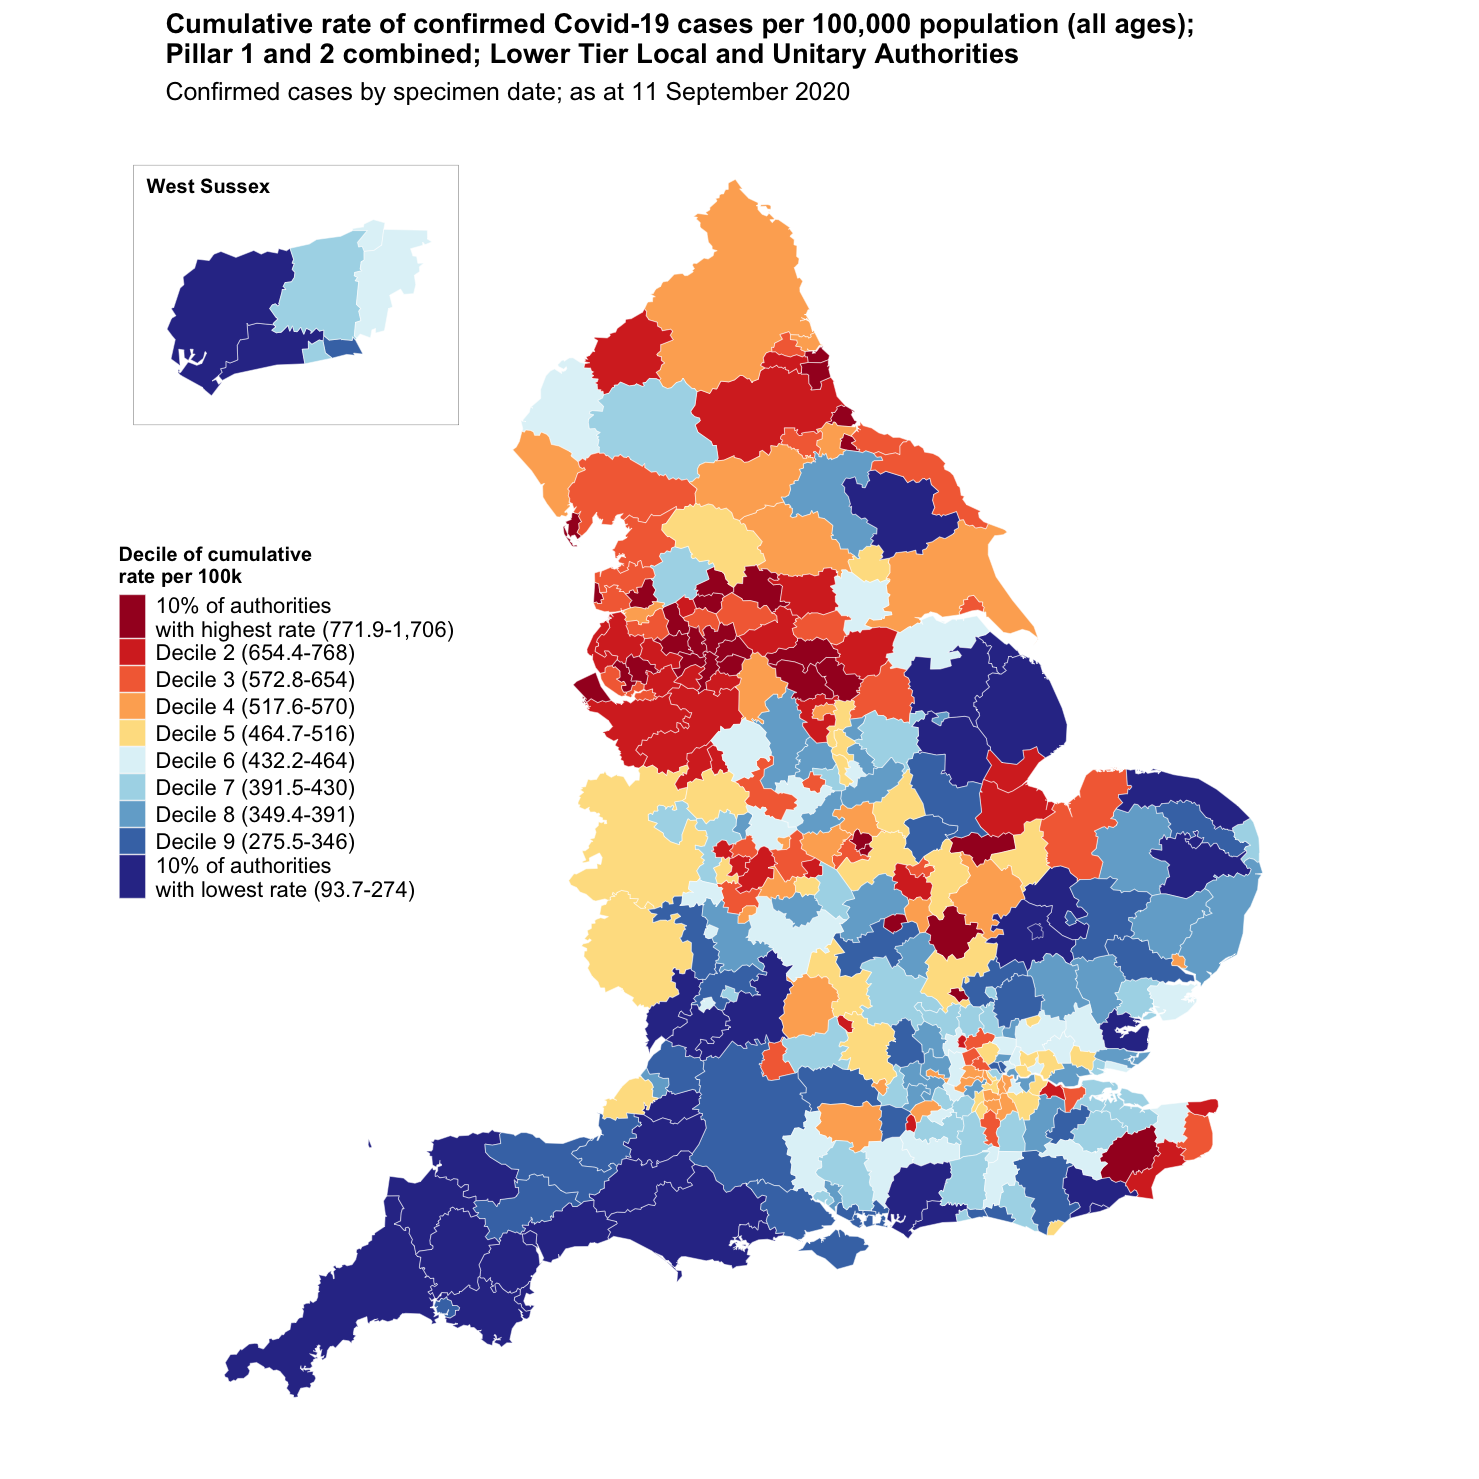 Cumulative rate of confirmed Covid-19 cases per 100,000 population (all ages);
Pillar 1 and 2 combined; Lower Tier Local and Unitary Authorities
Confirmed cases by specimen date; as at 11 September 2020
West Sussex
Decile of cumulative
rate per 100k
10% of authorities
with highest rate (771.9-1,706)
Decile 2 (654.4-768)
Decile 3 (572.8-654)
Decile 4 (517.6-570)
Decile 5 (464.7-516)
Decile 6 (432.2-464)
Decile 7 (391.5-430)
Decile 8 (349.4-391)
Decile 9 (275.5-346)
10% of authorities
with lowest rate (93.7-274)